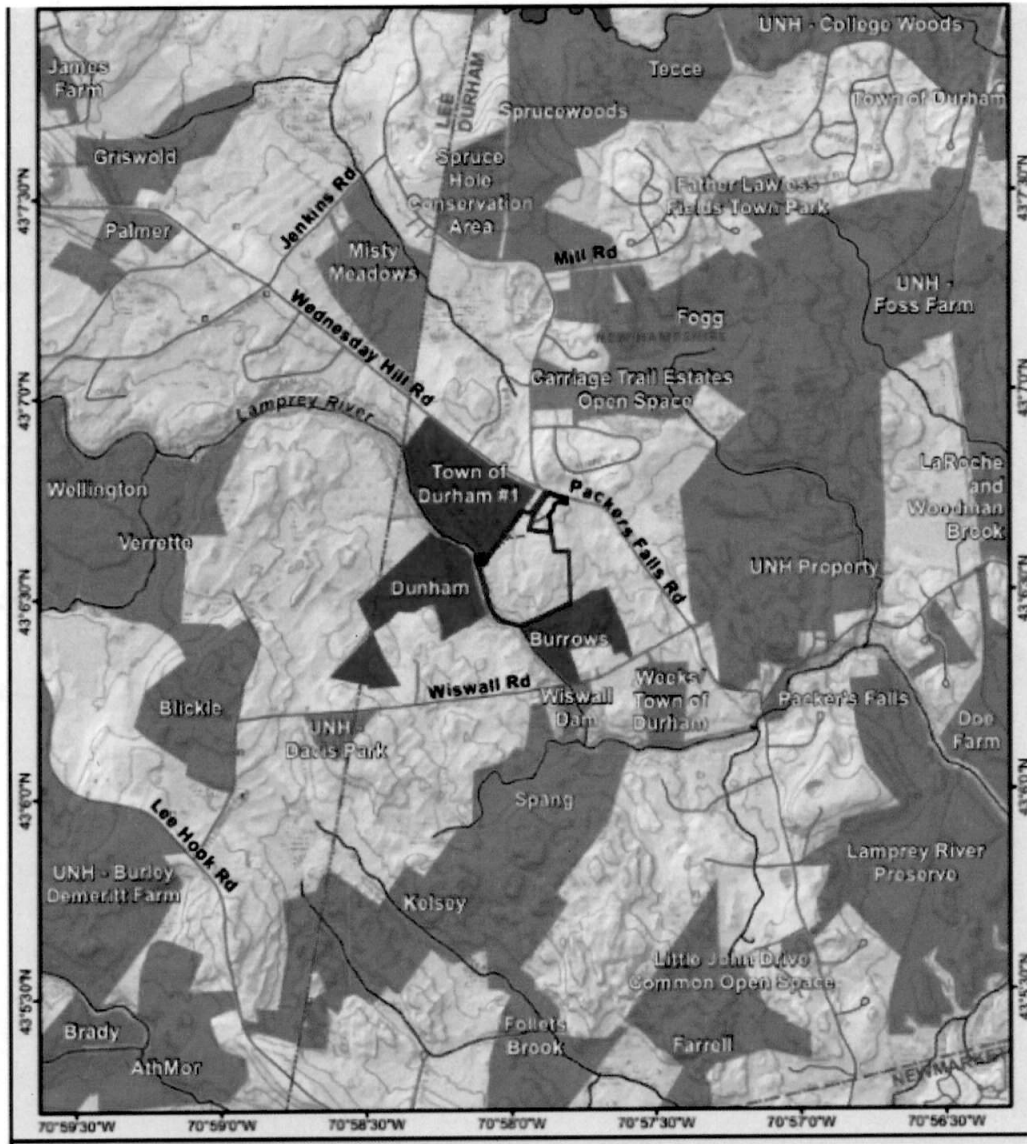 UNH - College Woods
James
Farm
Tecce
LEE
DURHAM
Town of Durham
Sprucewoods
Griswold
Spruce
Hole
Conservation
Area
Father Lawless
Fields Town Park
43°7'30"N
Jenkins Rd
Palmer
Misty
Meadows
Mill Rd
UNH -
Foss Farm
Wednesday Hill Rd
Fogg
NEW HAMPSHIRE
Carriage Trail Estates
Open Space
43°7'0"N
43°7'0"N
Lamprey River
Town of
Durham #1
LaRoche
and
Woodman
Brook
Wellington
Packers Falls Rd
Verrette
UNH Property
Dunham
43°6'30"N
Burrows
Wiswall Rd
Weeks/
Town of
Durham
Wiswall
Dam
Packer's Falls
Blickle
UNH -
Davis Park
Doe
Farm
43°6'0"N
43°6'0"N
Spang
Lee Hook Rd
UNH - Burley
Demeritt Farm
Lamprey River
Preserve
Kelsey
Little John Drive
Common Open Space
43°5'30"N
Brady
Follets
Brook
Farrell
AthMor
NEWMARKET
70°59'30"W
70°59'0"W
70°58'30"W
70°58'0"W
70°57'30"W
70°57'0"W
70°56'30"W